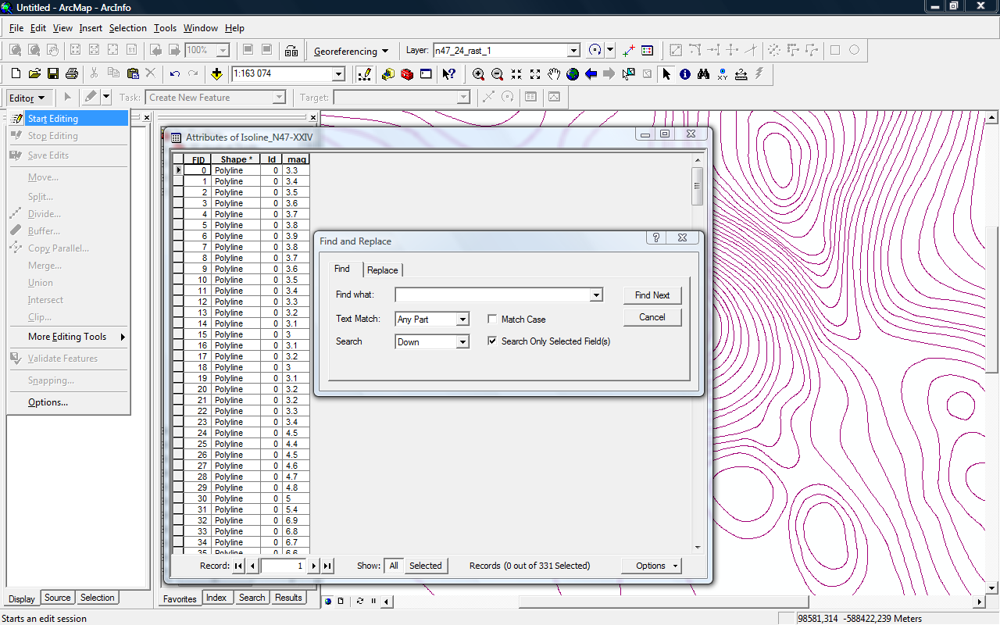 Untitled - ArcMap - ArcInfo
File Edit View Insert Selection Tools Window Help
100% Georeferencing Layer: n47_24_rast_1
1:163 074
Editor Task: Create New Feature Target:
Start Editing
Stop Editing
Save Edits
Move...
Split...
Divide...
Buffer...
Copy Parallel...
Merge...
Union
Intersect
Clip...
More Editing Tools
Validate Features
Snapping...
Options...
Attributes of Isoline_N47-XXIV
FID Shape * Id mag
0 Polyline 0 3.3
1 Polyline 0 3.4
2 Polyline 0 3.5
3 Polyline 0 3.6
4 Polyline 0 3.7
5 Polyline 0 3.8
6 Polyline 0 3.9
7 Polyline 0 3.8
8 Polyline 0 3.7
9 Polyline 0 3.6
10 Polyline 0 3.5
11 Polyline 0 3.4
12 Polyline 0 3.3
13 Polyline 0 3.2
14 Polyline 0 3.1
15 Polyline 0 3
16 Polyline 0 3.1
17 Polyline 0 3.2
18 Polyline 0 3
19 Polyline 0 3.1
20 Polyline 0 3.2
21 Polyline 0 3.2
22 Polyline 0 3.3
23 Polyline 0 3.4
24 Polyline 0 4.5
25 Polyline 0 4.4
26 Polyline 0 4.5
27 Polyline 0 4.6
28 Polyline 0 4.7
29 Polyline 0 4.8
30 Polyline 0 5
31 Polyline 0 5.4
32 Polyline 0 6.9
33 Polyline 0 6.8
34 Polyline 0 6.7
35 Polyline 0 6.6
Find and Replace
Find Replace
Find what: Find Next
Text Match: Any Part Match Case Cancel
Search Down Search Only Selected Field(s)
Record: 1 Show: All Selected Records (0 out of 331 Selected) Options
Display Source Selection Favorites Index Search Results
Starts an edit session 98581,314 -588422,239 Meters